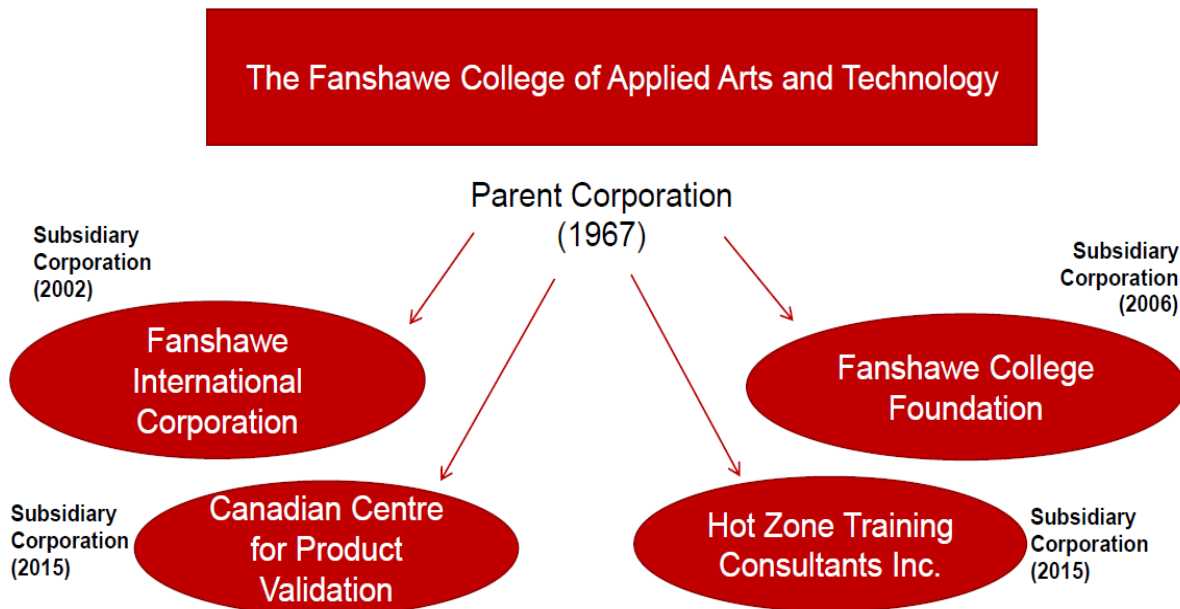 The Fanshawe College of Applied Arts and Technology
Parent Corporation
(1967)
Subsidiary
Corporation
(2002)
Fanshawe
International
Corporation
Subsidiary
Corporation
(2006)
Fanshawe College
Foundation
Subsidiary
Corporation
(2015)
Canadian Centre
for Product
Validation
Hot Zone Training
Consultants Inc.
Subsidiary
Corporation
(2015)